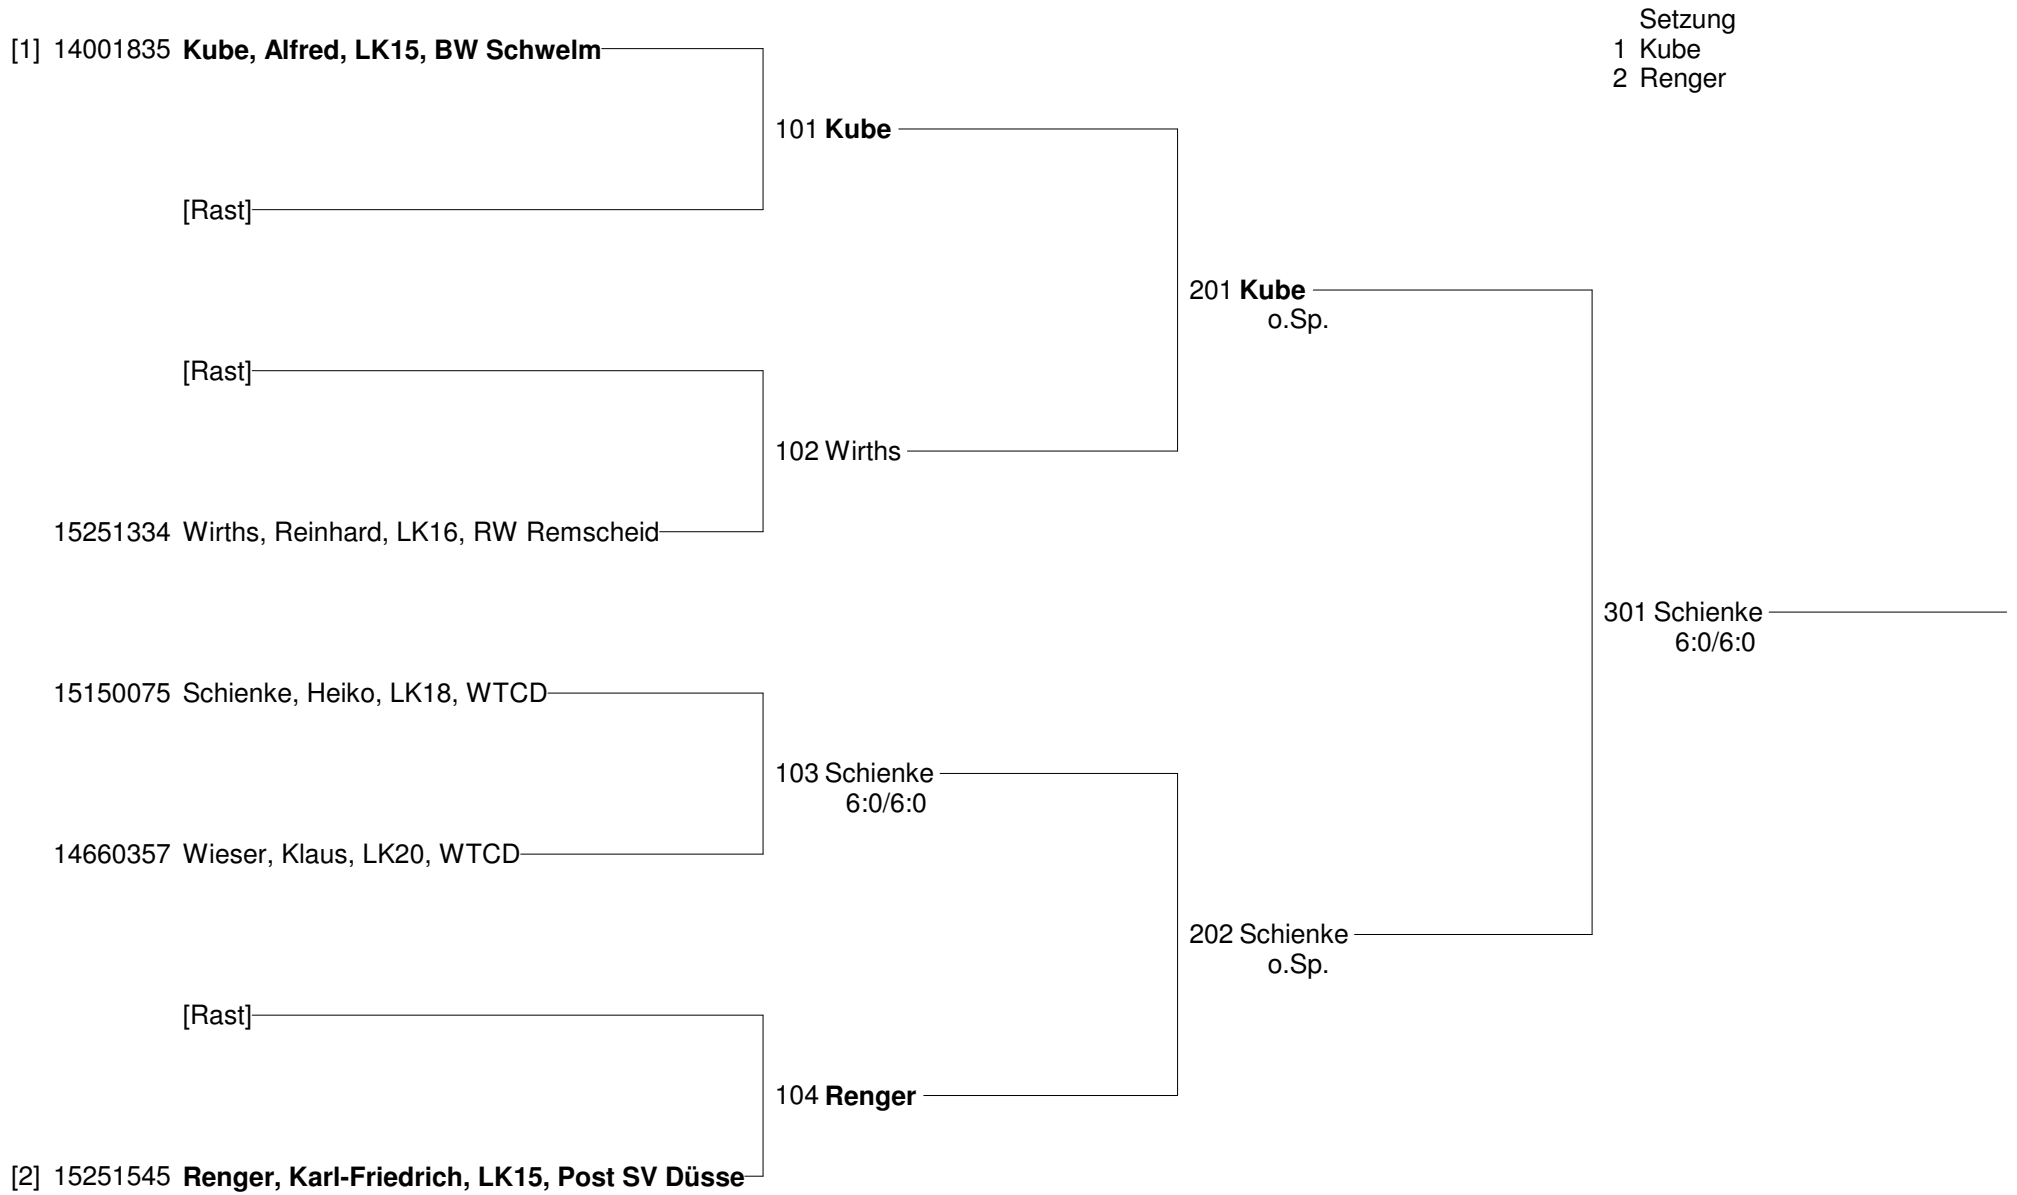 Setzung
1 Kube
2 Renger
[1] 14001835 Kube, Alfred, LK15, BW Schwelm
101 Kube
[Rast]
201 Kube
o.Sp.
[Rast]
102 Wirths
15251334 Wirths, Reinhard, LK16, RW Remscheid
301 Schienke
6:0/6:0
15150075 Schienke, Heiko, LK18, WTCD
103 Schienke
6:0/6:0
14660357 Wieser, Klaus, LK20, WTCD
202 Schienke
o.Sp.
[Rast]
104 Renger
[2] 15251545 Renger, Karl-Friedrich, LK15, Post SV Düsse